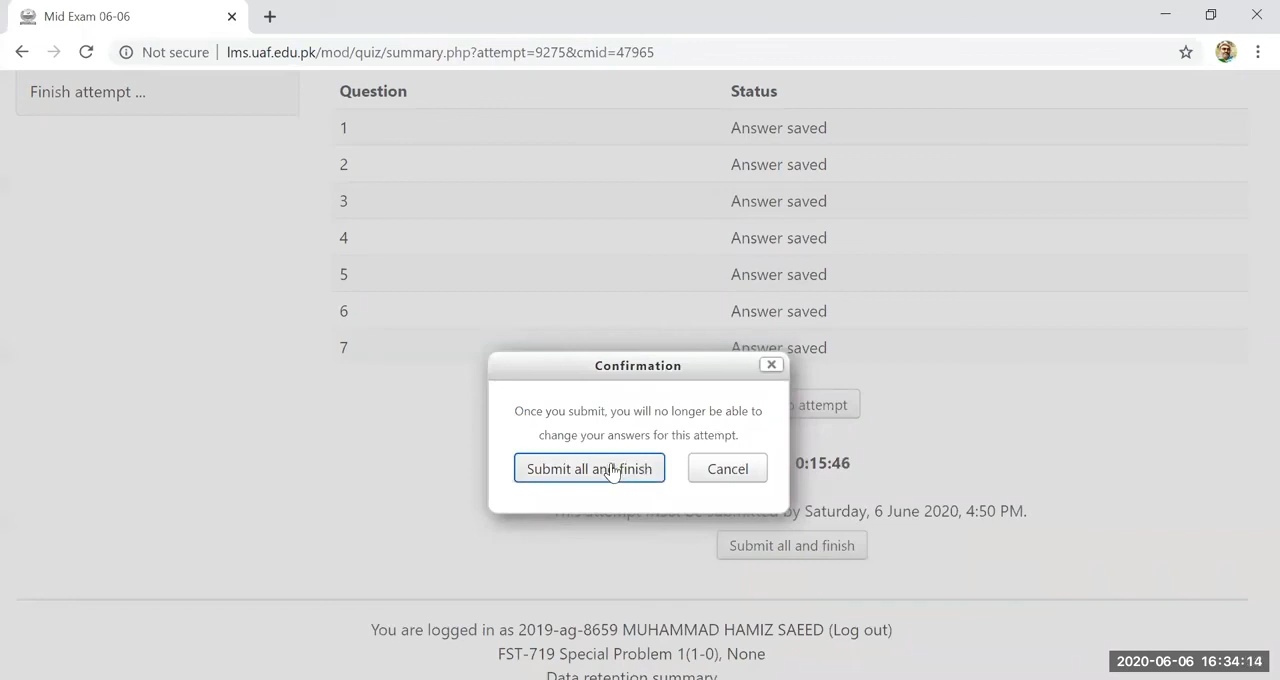 Mid Exam 06-06
Not secure lms.uaf.edu.pk/mod/quiz/summary.php?attempt=9275&cmid=47965
Finish attempt ...
Question Status
1 Answer saved
2 Answer saved
3 Answer saved
4 Answer saved
5 Answer saved
6 Answer saved
7 Answer saved
Confirmation
Once you submit, you will no longer be able to
change your answers for this attempt.
Submit all and finish Cancel
attempt
0:15:46
by Saturday, 6 June 2020, 4:50 PM.
Submit all and finish
You are logged in as 2019-ag-8659 MUHAMMAD HAMIZ SAEED (Log out)
FST-719 Special Problem 1(1-0), None
Data retention summary
2020-06-06 16:34:14